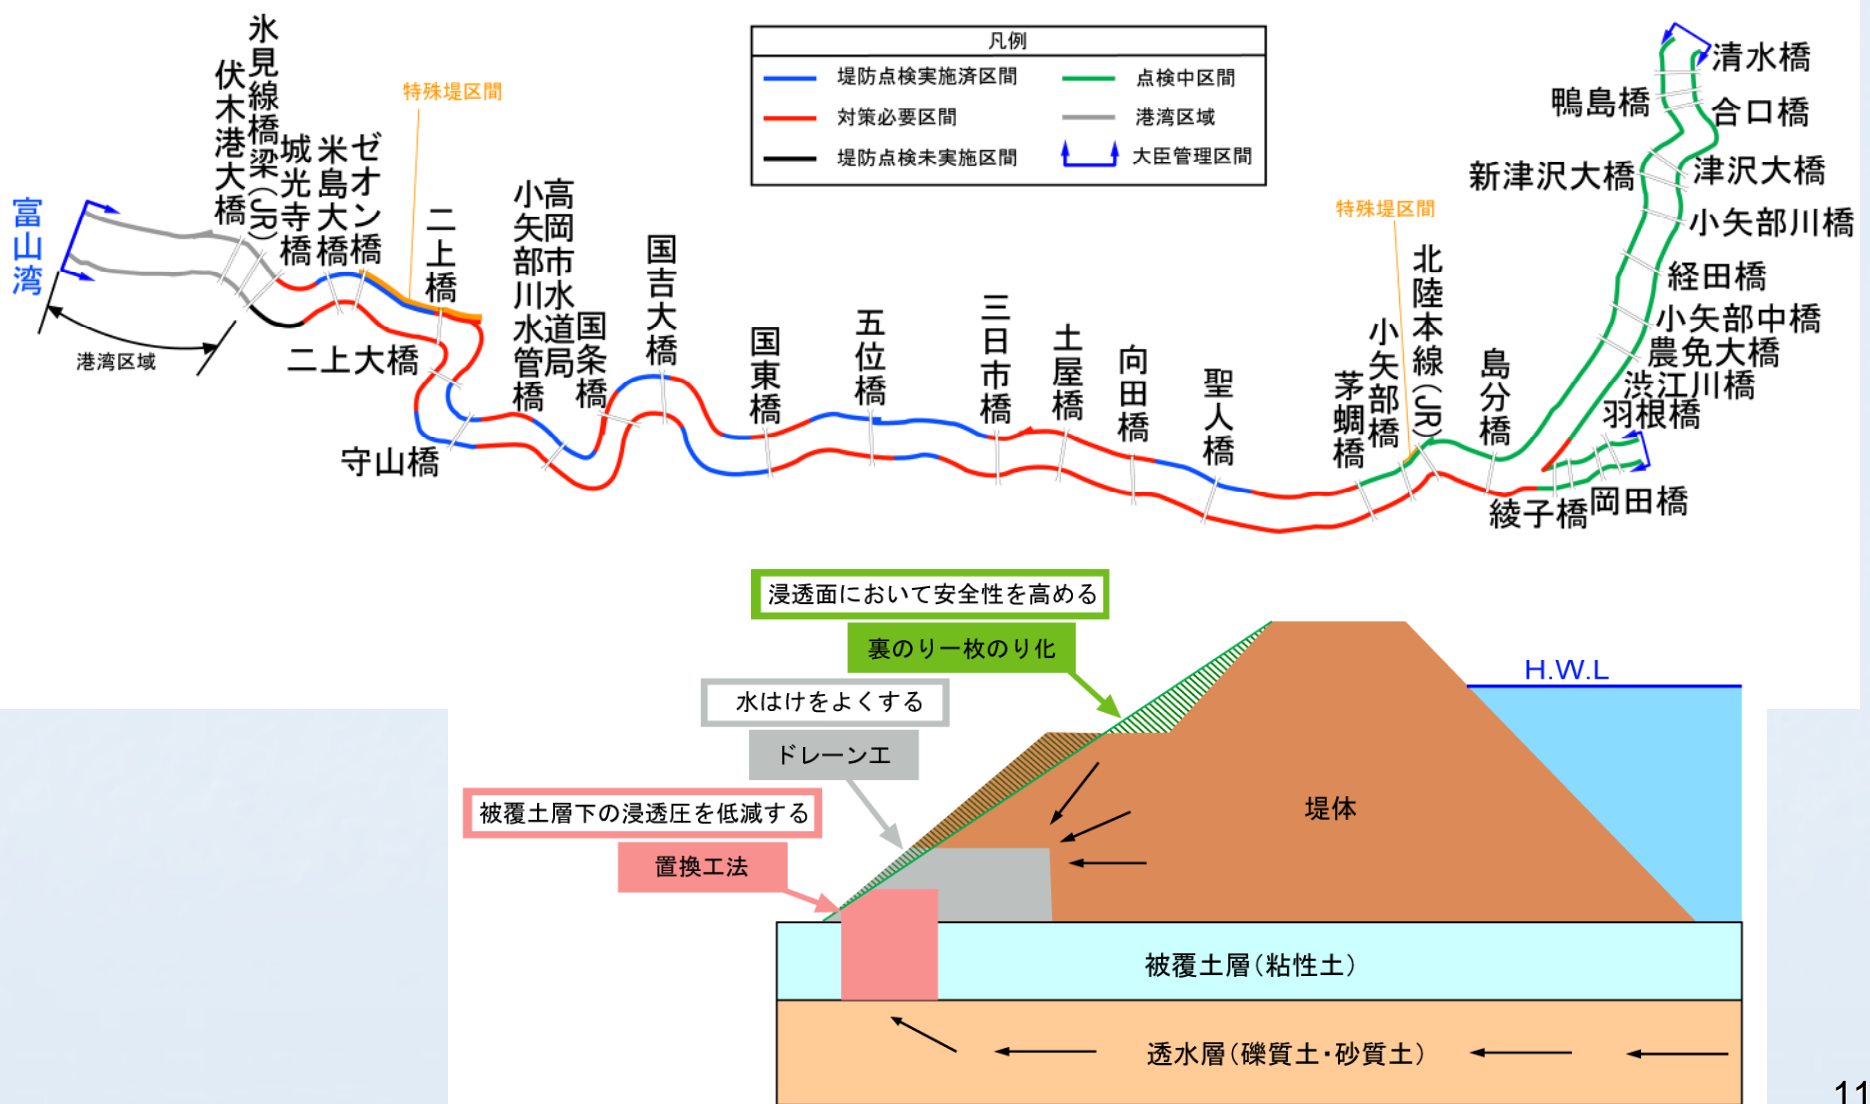 凡例
堤防点検実施済区間
点検中区間
対策必要区間
港湾区域
堤防点検未実施区間
大臣管理区間
富山湾
港湾区域
伏木港大橋
氷見線橋梁(JR)
城光寺橋
米島大橋
ゼオン橋
特殊堤区間
二上橋
二上大橋
守山橋
小矢部川水管橋
高岡市水道局
国条橋
国吉大橋
国東橋
五位橋
三日市橋
土屋橋
向田橋
聖人橋
茅蜩橋
小矢部橋
特殊堤区間
北陸本線(JR)
島分橋
清水橋
鴨島橋
合口橋
新津沢大橋
津沢大橋
小矢部川橋
経田橋
小矢部中橋
農免大橋
渋江川橋
羽根橋
綾子橋
岡田橋
浸透面において安全性を高める
裏のり一枚のり化
水はけをよくする
ドレーン工
被覆土層下の浸透圧を低減する
置換工法
H.W.L
堤体
被覆土層(粘性土)
透水層(礫質土・砂質土)
11